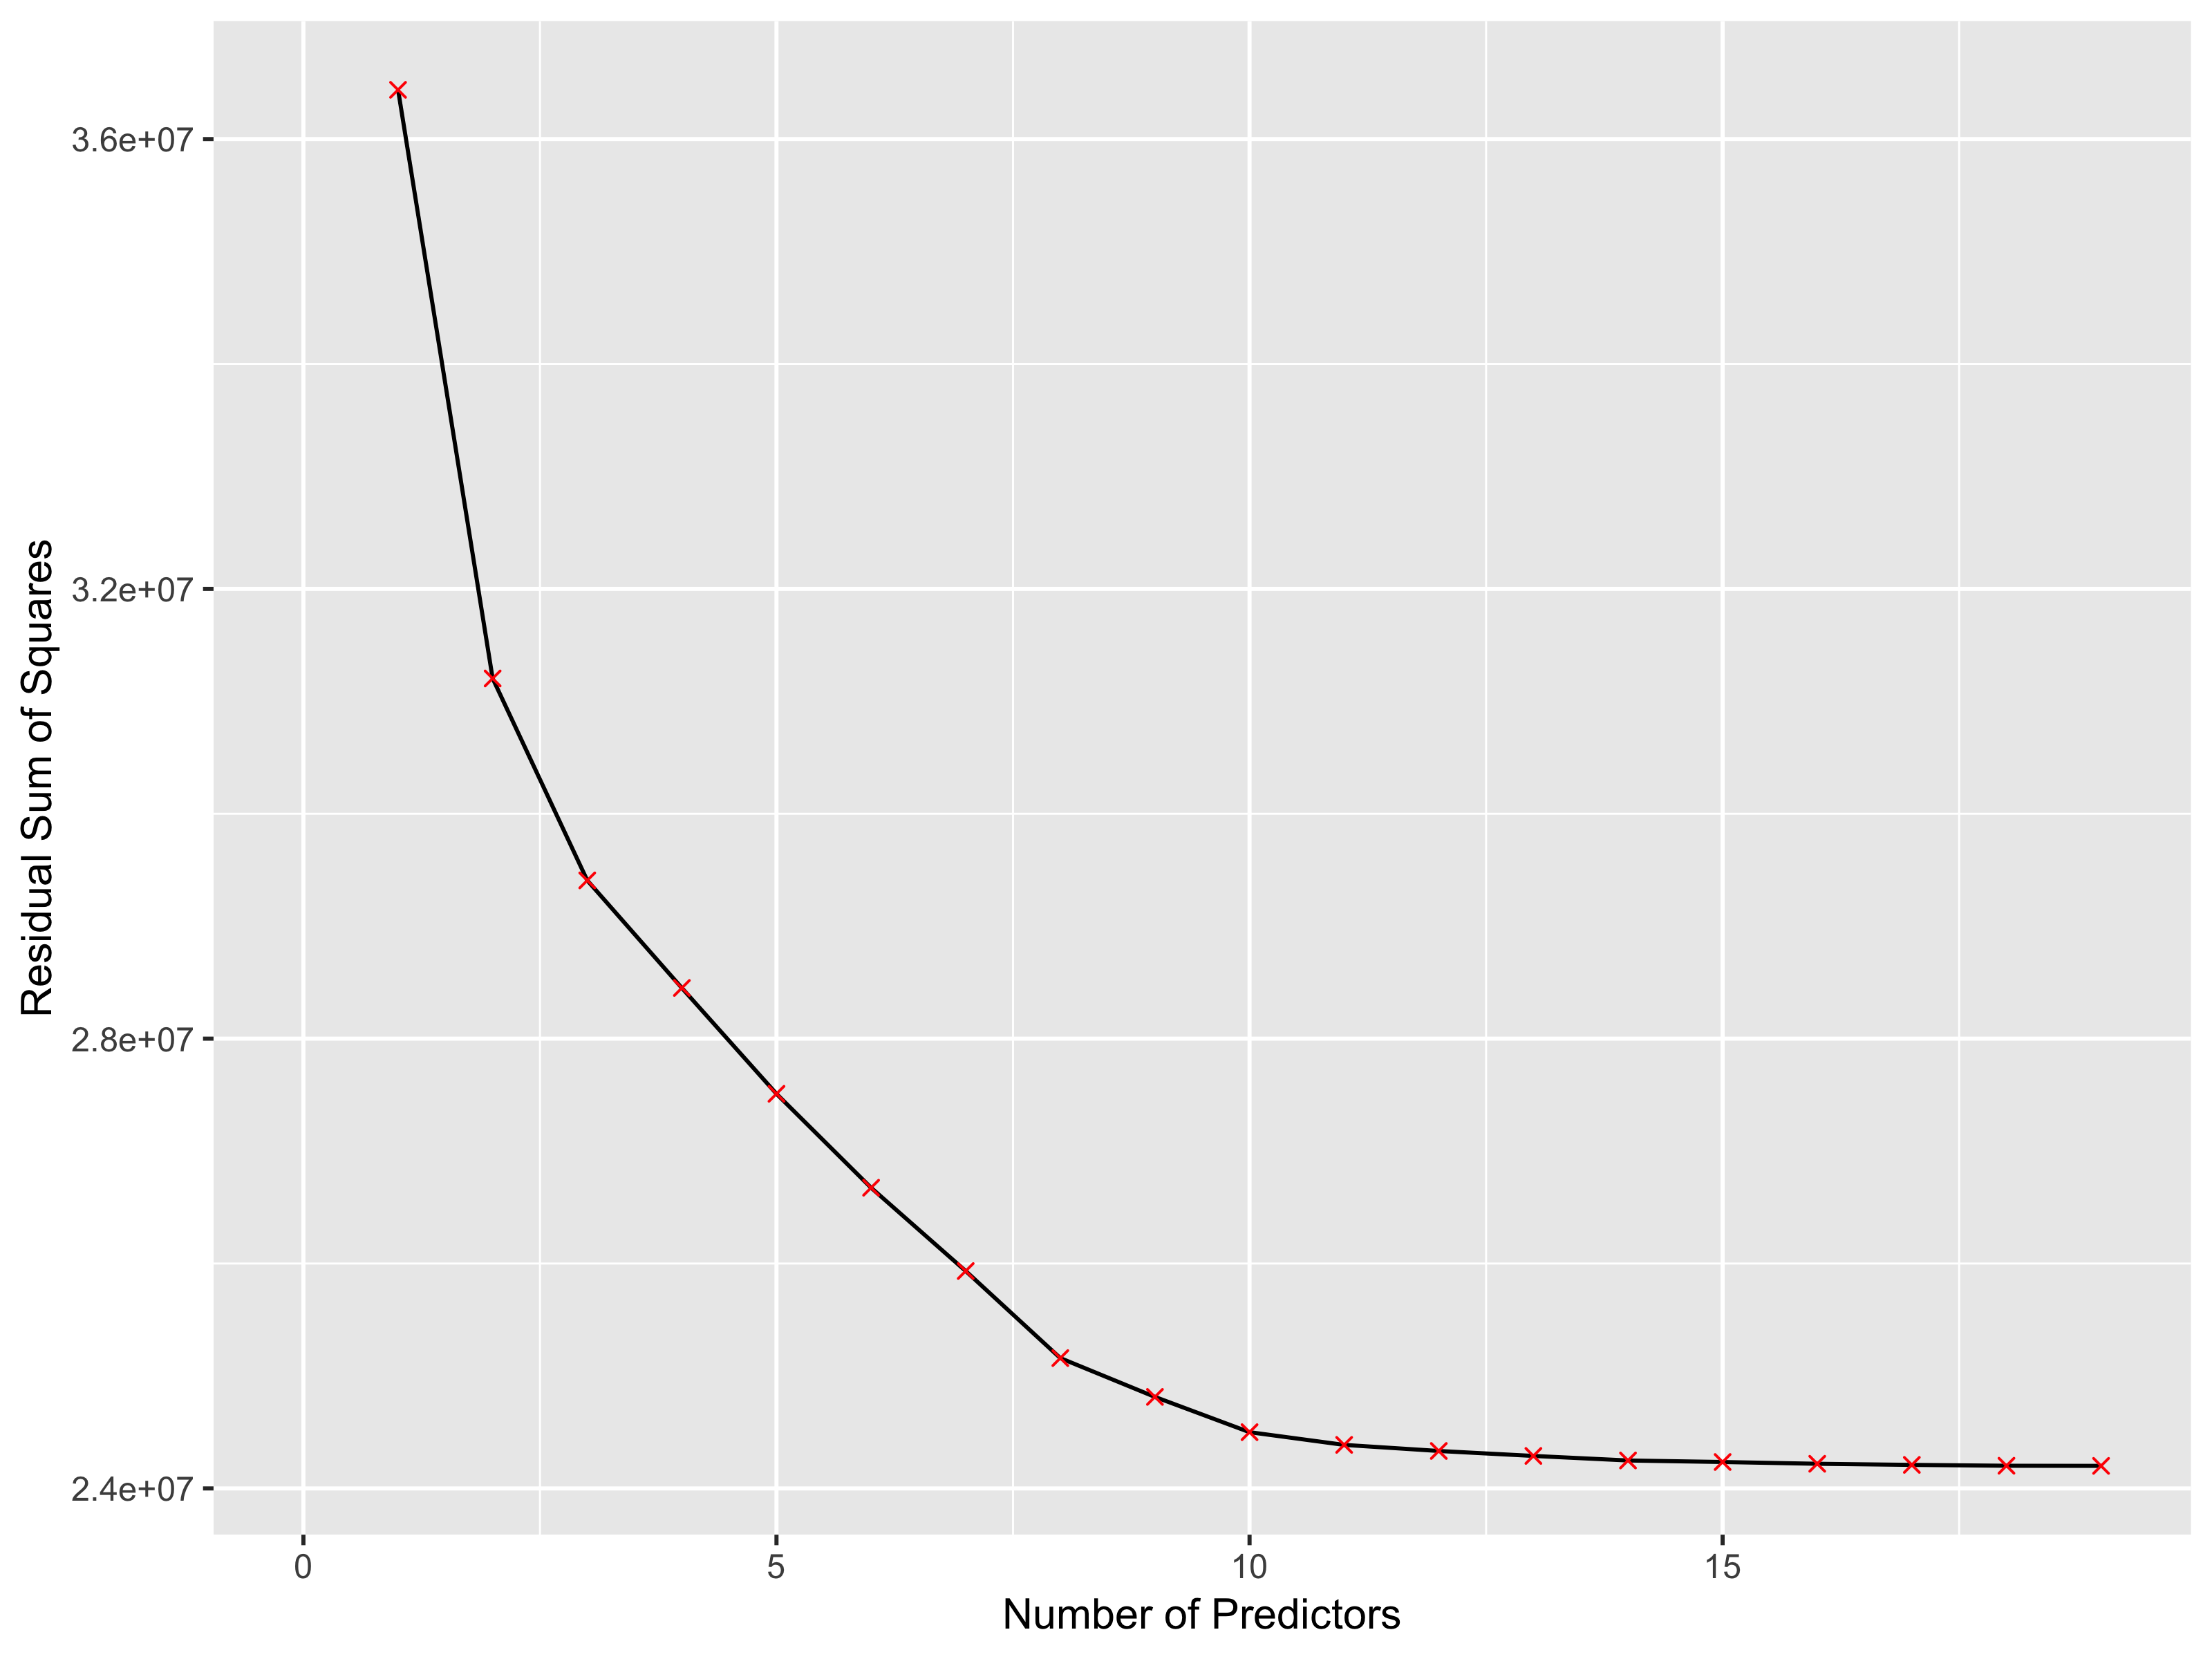 Residual Sum of Squares
3.6e+07
3.2e+07
2.8e+07
2.4e+07
0 5 10 15
Number of Predictors